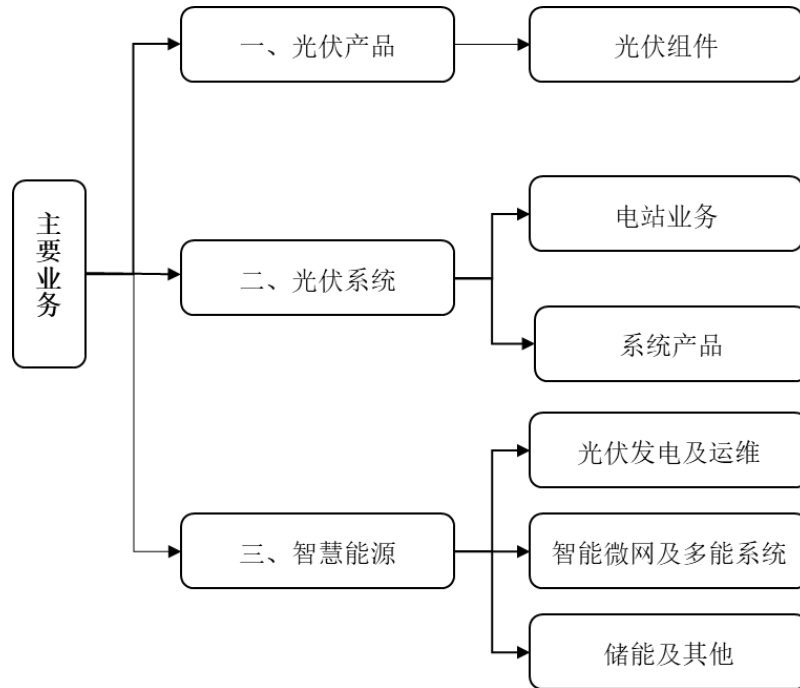 主要业务
一、光伏产品
光伏组件
二、光伏系统
电站业务
系统产品
三、智慧能源
光伏发电及运维
智能微网及多能系统
储能及其他